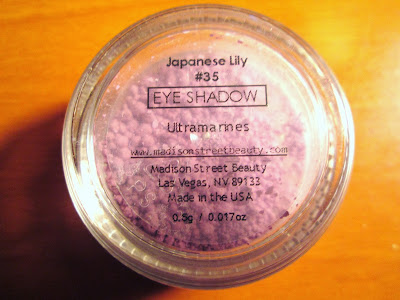 Japanese Lily
#35
EYE SHADOW
Ultramarines
www.madisonstreetbeauty.com
Madison Street Beauty
Las Vegas, NV 89133
Made in the USA
0.5g / 0.017oz